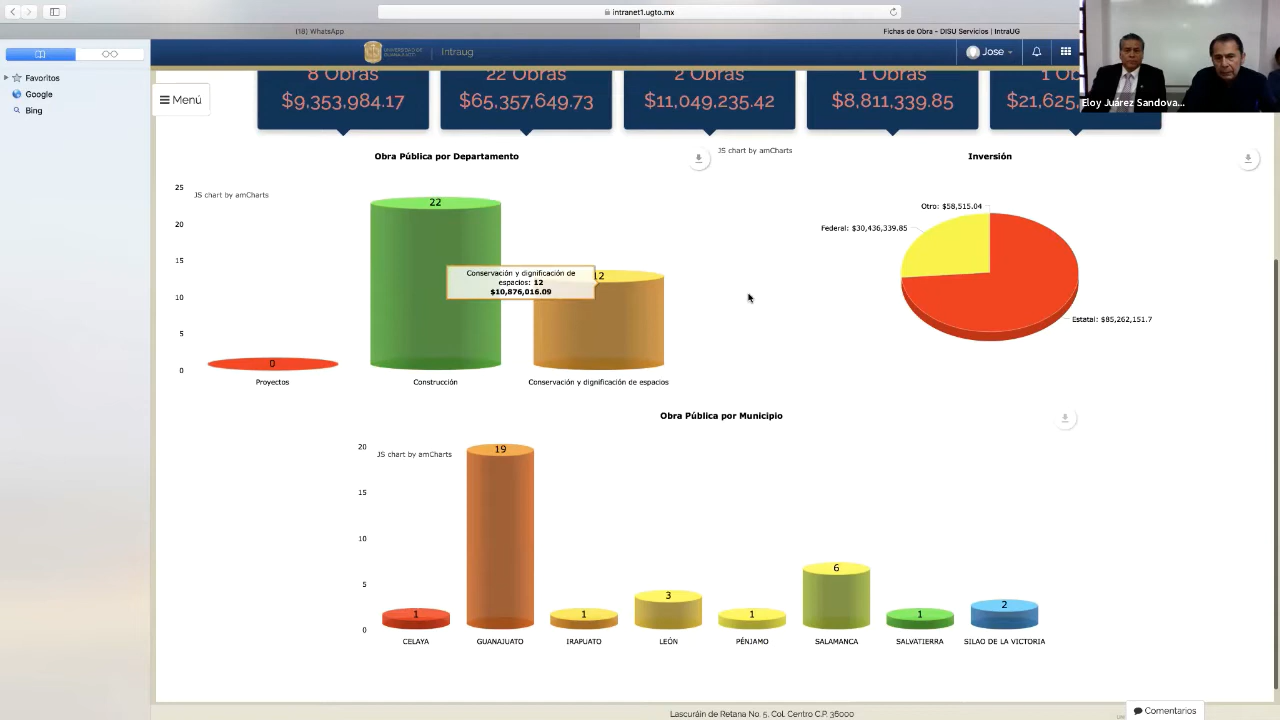 intranet1.ugto.mx
(18) WhatsApp
Fichas de Obra - DISU Servicios | IntraUG
Favoritos
Google
Bing
UNIVERSIDAD DE GUANAJUATO
Intraug
Jose
Menú
8 Obras
$9,353,984.17
22 Obras
$65,357,649.73
2 Obras
$11,049,235.42
1 Obras
$8,811,339.85
$21,625,
Eloy Juárez Sandova...
Obra Pública por Departamento
JS chart by amCharts
25
20
15
10
5
0
0
22
12
Conservación y dignificación de
espacios: 12
$10,876,016.09
Proyectos
Construcción
Conservación y dignificación de espacios
JS chart by amCharts
Inversión
Otro: $58,515.04
Federal: $30,436,339.85
Estatal: $85,262,151.7
Obra Pública por Municipio
JS chart by amCharts
20
15
10
5
0
1
19
1
3
1
6
1
2
CELAYA
GUANAJUATO
IRAPUATO
LEÓN
PÉNJAMO
SALAMANCA
SALVATIERRA
SILAO DE LA VICTORIA
Lascuráin de Retana No. 5, Col. Centro C.P. 36000
Comentarios